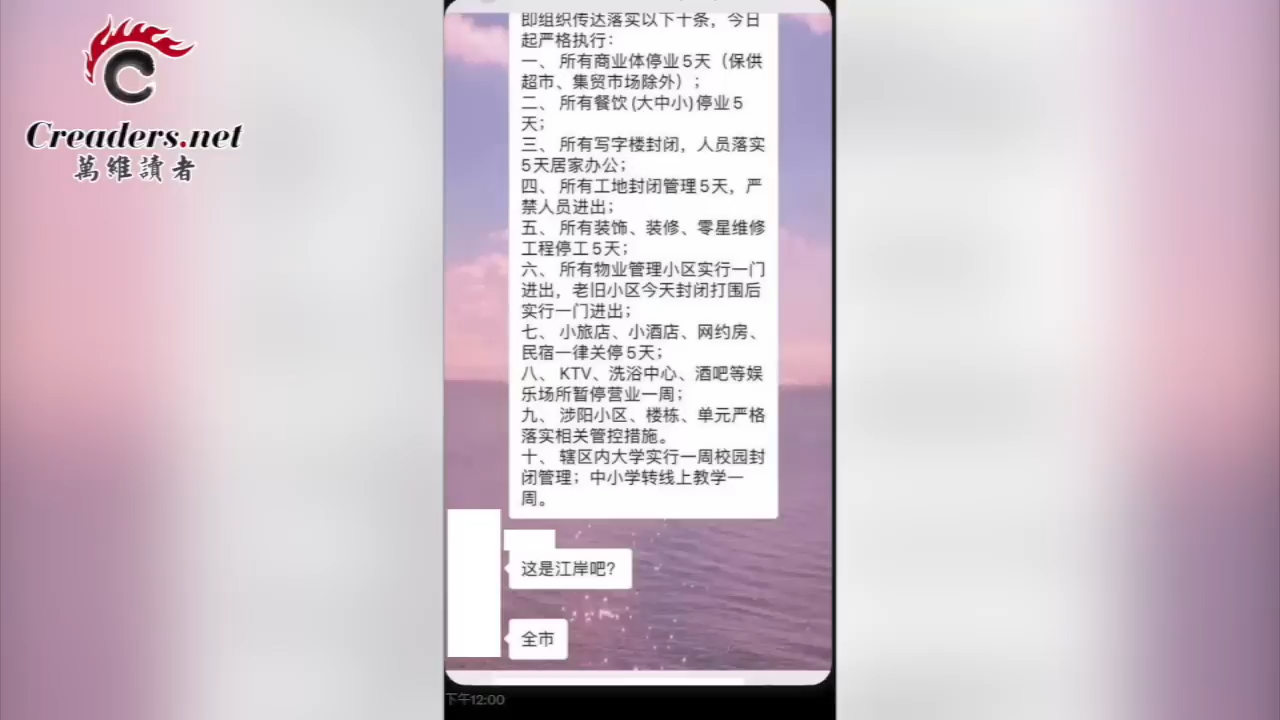 Creaders.net
萬維讀者
即组织传达落实以下十条，今日
起严格执行：
一、 所有商业体停业5天（保供
超市、集贸市场除外）；
二、 所有餐饮(大中小)停业5
天；
三、 所有写字楼封闭，人员落实
5天居家办公；
四、 所有工地封闭管理5天，严
禁人员进出；
五、 所有装饰、装修、零星维修
工程停工5天；
六、 所有物业管理小区实行一门
进出，老旧小区今天封闭打围后
实行一门进出；
七、 小旅店、小酒店、网约房、
民宿一律关停5天；
八、 KTV、洗浴中心、酒吧等娱
乐场所暂停营业一周；
九、 涉阳小区、楼栋、单元严格
落实相关管控措施。
十、 辖区内大学实行一周校园封
闭管理；中小学转线上教学一
周。
这是江岸吧？
全市
下午12:00